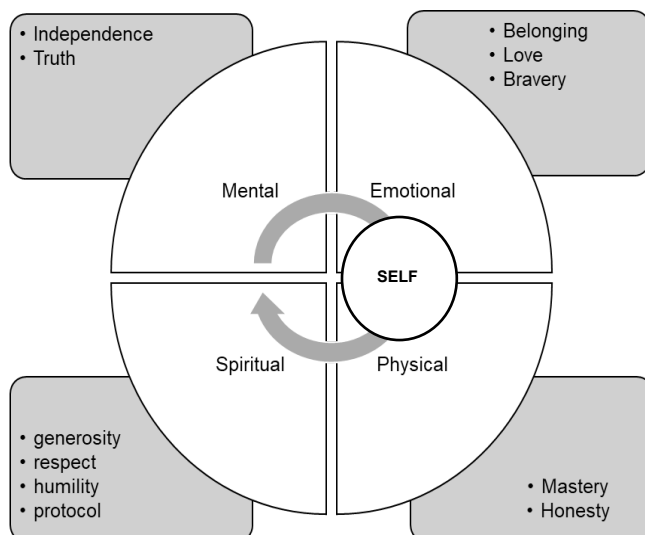 • Independence
• Truth
• Belonging
• Love
• Bravery
Mental
Emotional
SELF
Spiritual
Physical
• generosity
• respect
• humility
• protocol
• Mastery
• Honesty